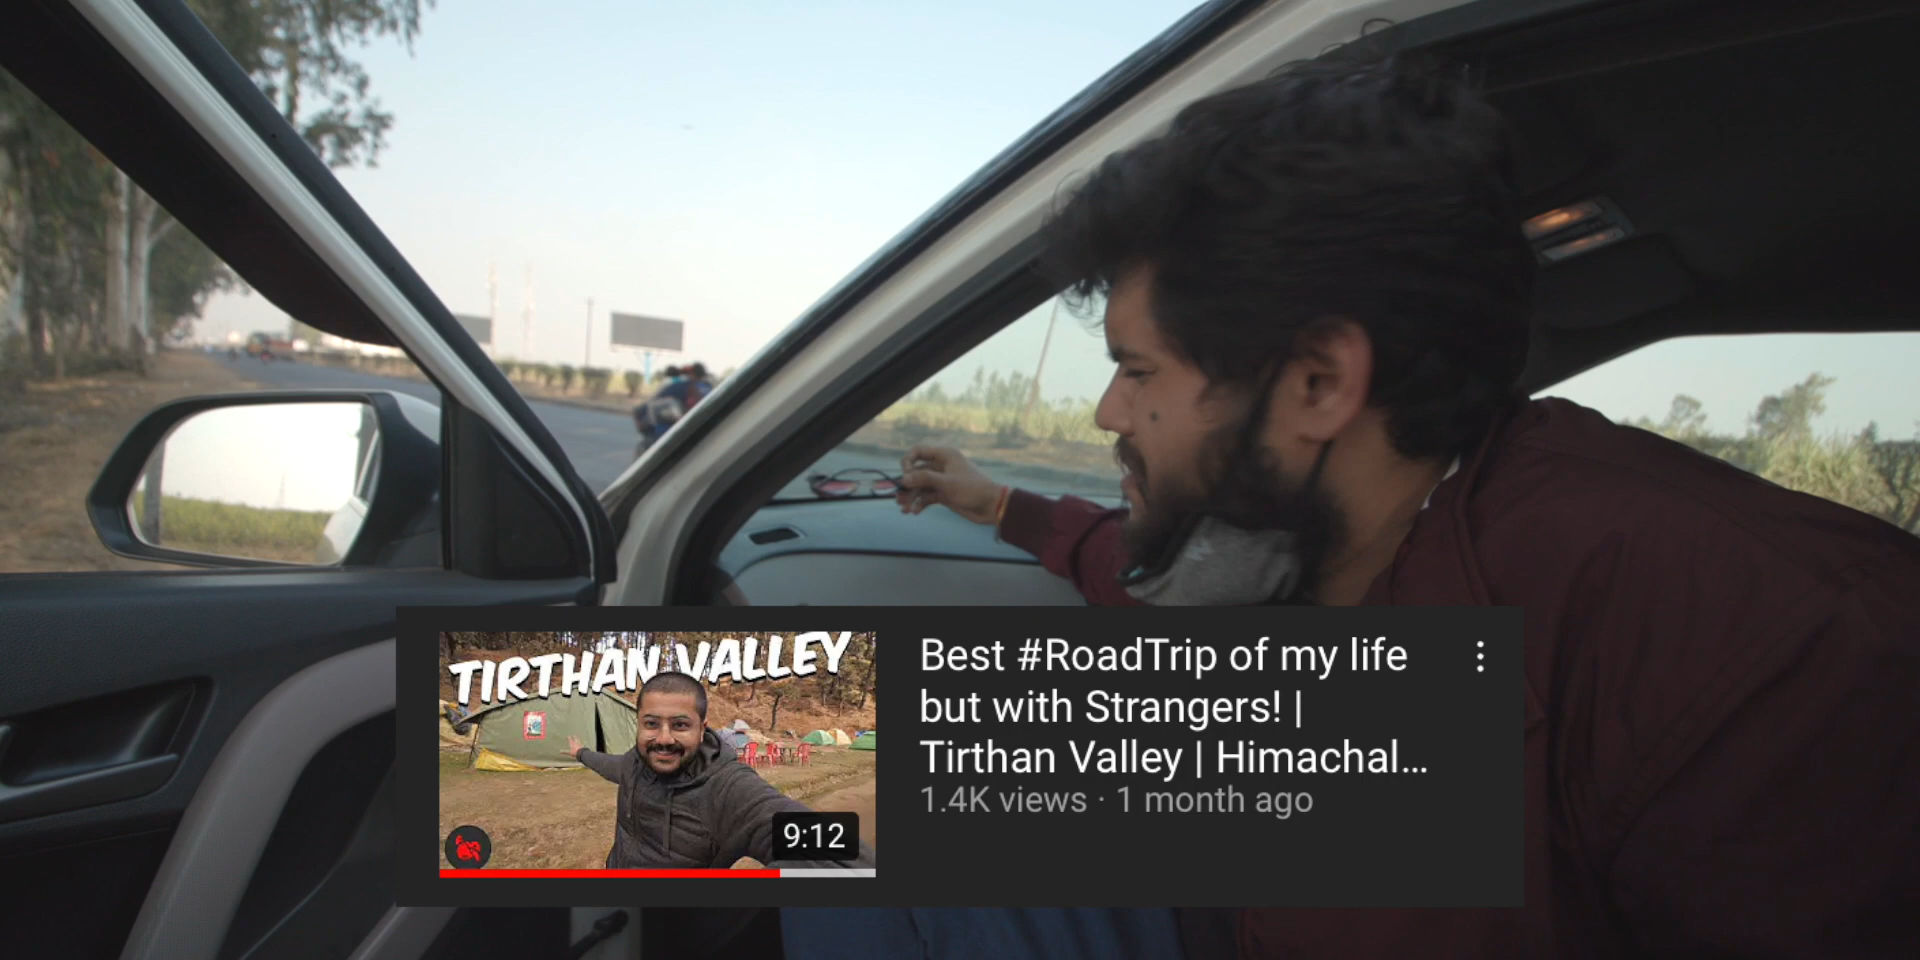 TIRTHAN VALLEY
9:12
Best #RoadTrip of my life
but with Strangers! |
Tirthan Valley | Himachal...
1.4K views · 1 month ago